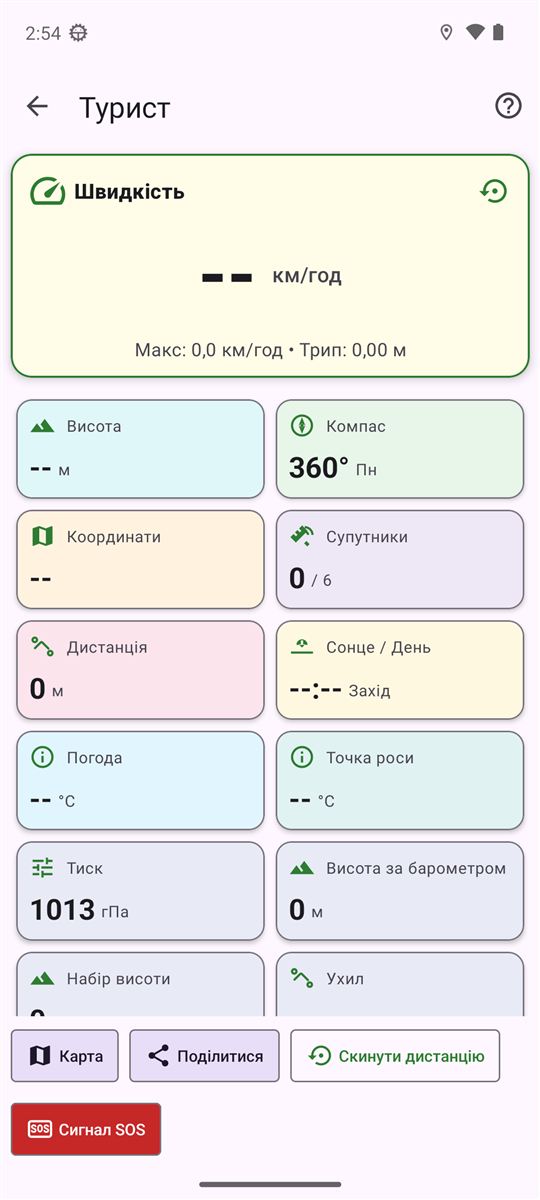 2:54
Турист
Швидкість
-- км/год
Макс: 0,0 км/год • Трип: 0,00 м
Висота
-- м
Компас
360° Пн
Координати
--
Супутники
0 / 6
Дистанція
0 м
Сонце / День
--:-- Захід
Погода
-- °C
Точка роси
-- °C
Тиск
1013 гПа
Висота за барометром
0 м
Набір висоти
Ухил
Карта
Поділитися
Скинути дистанцію
SOS Сигнал SOS